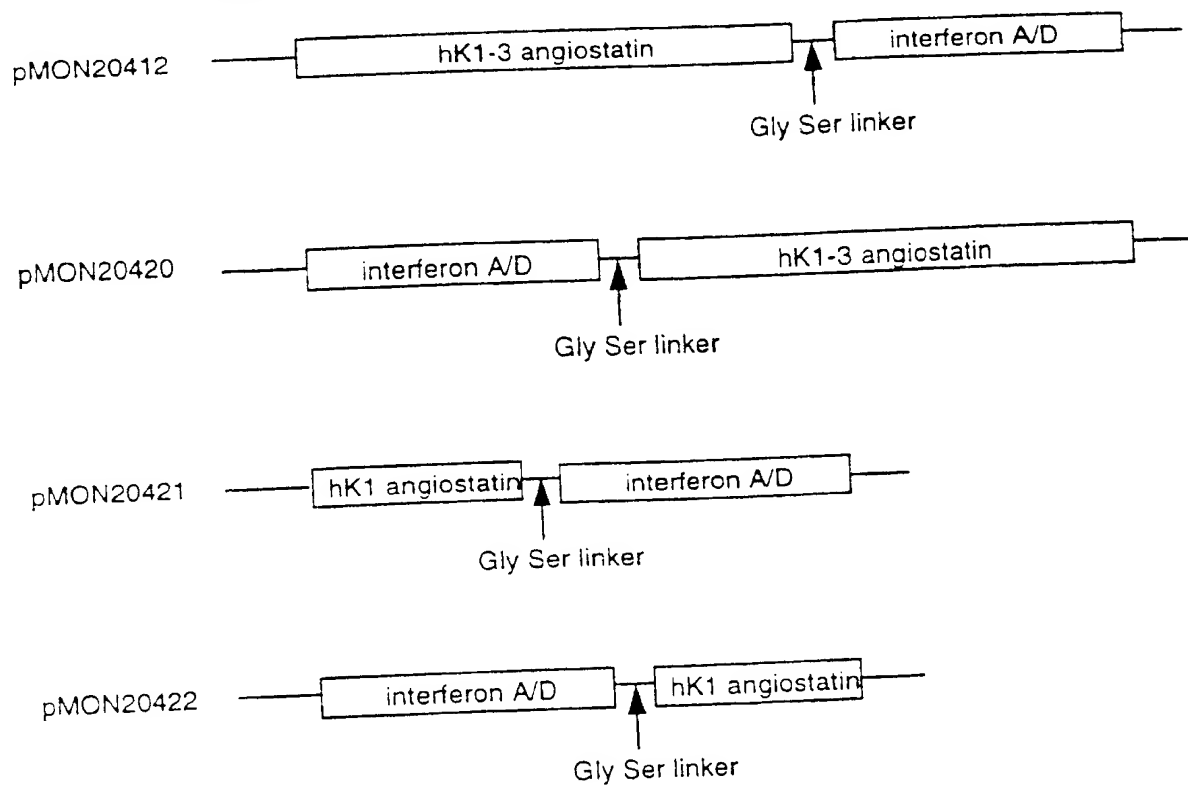 pMON20412
hK1-3 angiostatin
interferon A/D
Gly Ser linker
pMON20420
interferon A/D
hK1-3 angiostatin
Gly Ser linker
pMON20421
hK1 angiostatin
interferon A/D
Gly Ser linker
pMON20422
interferon A/D
hK1 angiostatin
Gly Ser linker